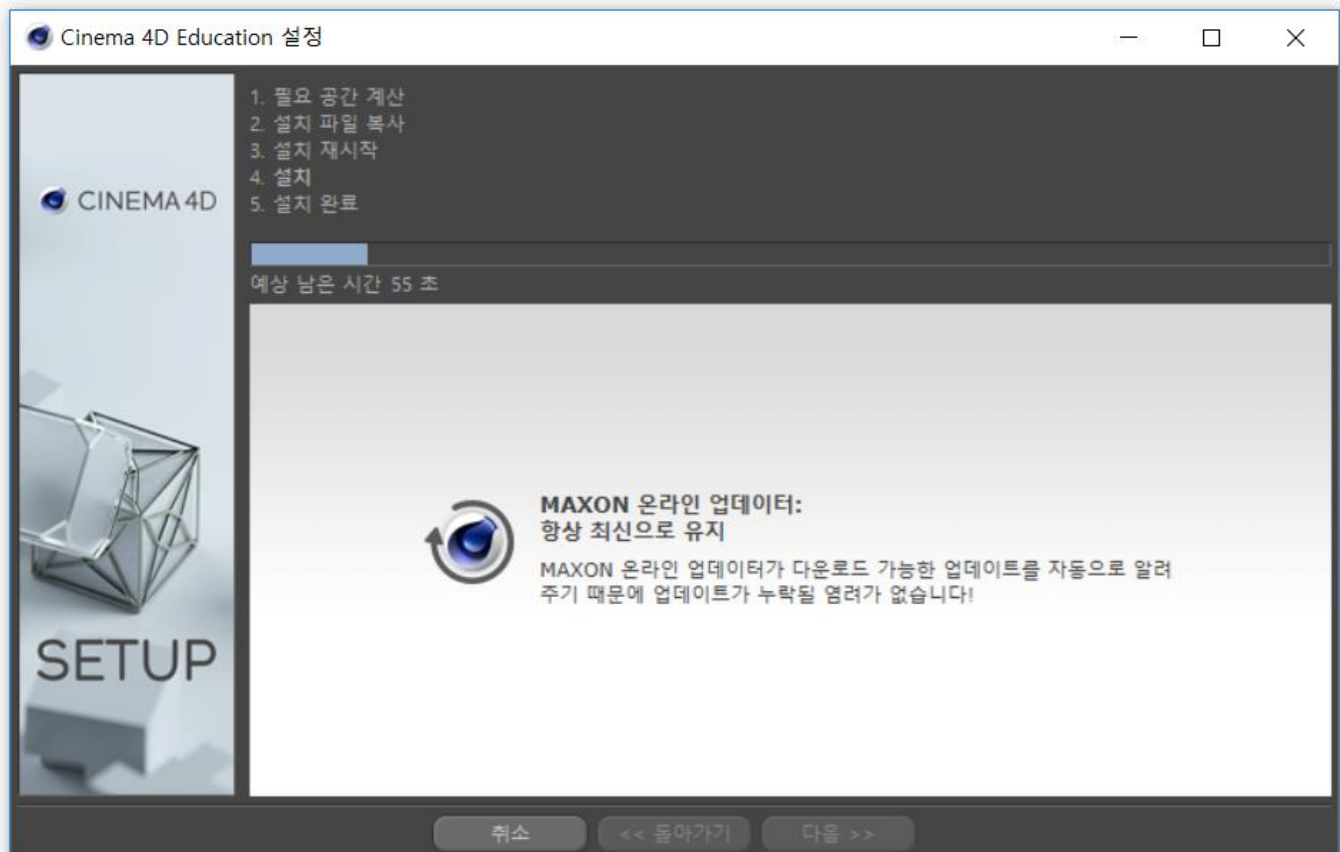 Cinema 4D Education 설정
1. 필요 공간 계산
2. 설치 파일 복사
3. 설치 재시작
4. 설치
5. 설치 완료
CINEMA 4D
예상 남은 시간 55 초
MAXON 온라인 업데이터:
항상 최신으로 유지
MAXON 온라인 업데이터가 다운로드 가능한 업데이트를 자동으로 알려
주기 때문에 업데이트가 누락될 염려가 없습니다!
SETUP
취소
<< 돌아가기
다음 >>